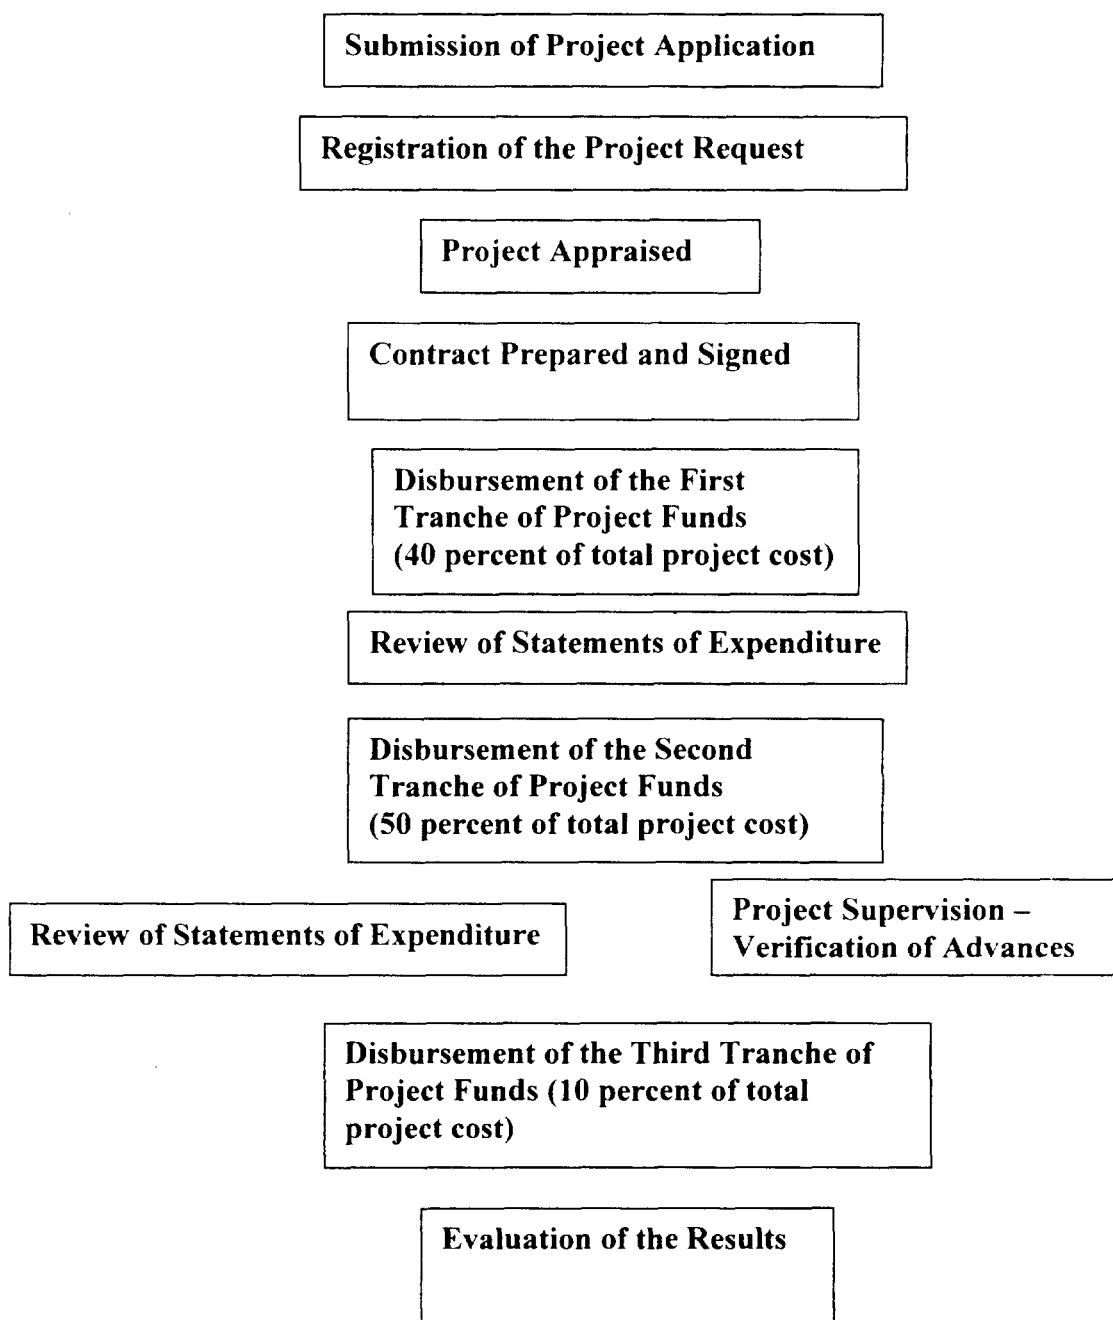 Submission of Project Application
Registration of the Project Request
Project Appraised
Contract Prepared and Signed
Disbursement of the First
Tranche of Project Funds
(40 percent of total project cost)
Review of Statements of Expenditure
Disbursement of the Second
Tranche of Project Funds
(50 percent of total project cost)
Review of Statements of Expenditure
Project Supervision –
Verification of Advances
Disbursement of the Third Tranche of
Project Funds (10 percent of total
project cost)
Evaluation of the Results